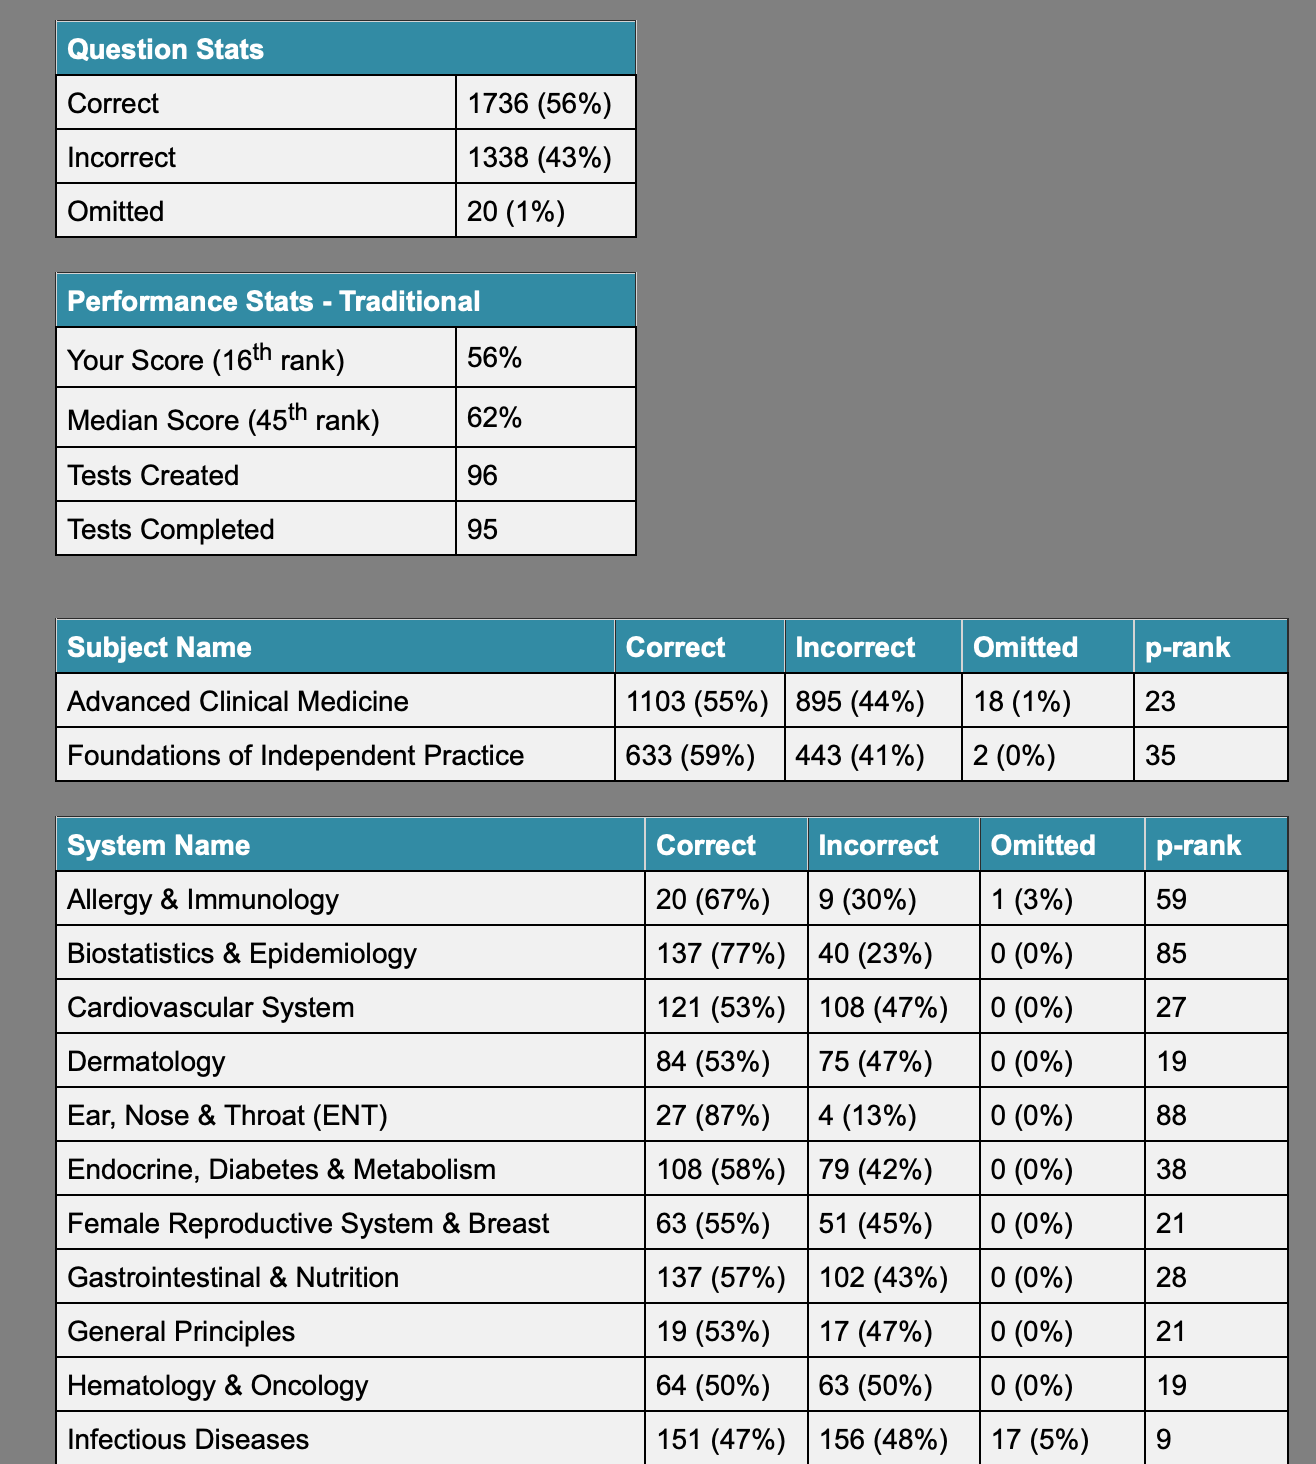 Question Stats
Correct 1736 (56%)
Incorrect 1338 (43%)
Omitted 20 (1%)
Performance Stats - Traditional
Your Score (16th rank) 56%
Median Score (45th rank) 62%
Tests Created 96
Tests Completed 95
Subject Name Correct Incorrect Omitted p-rank
Advanced Clinical Medicine 1103 (55%) 895 (44%) 18 (1%) 23
Foundations of Independent Practice 633 (59%) 443 (41%) 2 (0%) 35
System Name Correct Incorrect Omitted p-rank
Allergy & Immunology 20 (67%) 9 (30%) 1 (3%) 59
Biostatistics & Epidemiology 137 (77%) 40 (23%) 0 (0%) 85
Cardiovascular System 121 (53%) 108 (47%) 0 (0%) 27
Dermatology 84 (53%) 75 (47%) 0 (0%) 19
Ear, Nose & Throat (ENT) 27 (87%) 4 (13%) 0 (0%) 88
Endocrine, Diabetes & Metabolism 108 (58%) 79 (42%) 0 (0%) 38
Female Reproductive System & Breast 63 (55%) 51 (45%) 0 (0%) 21
Gastrointestinal & Nutrition 137 (57%) 102 (43%) 0 (0%) 28
General Principles 19 (53%) 17 (47%) 0 (0%) 21
Hematology & Oncology 64 (50%) 63 (50%) 0 (0%) 19
Infectious Diseases 151 (47%) 156 (48%) 17 (5%) 9